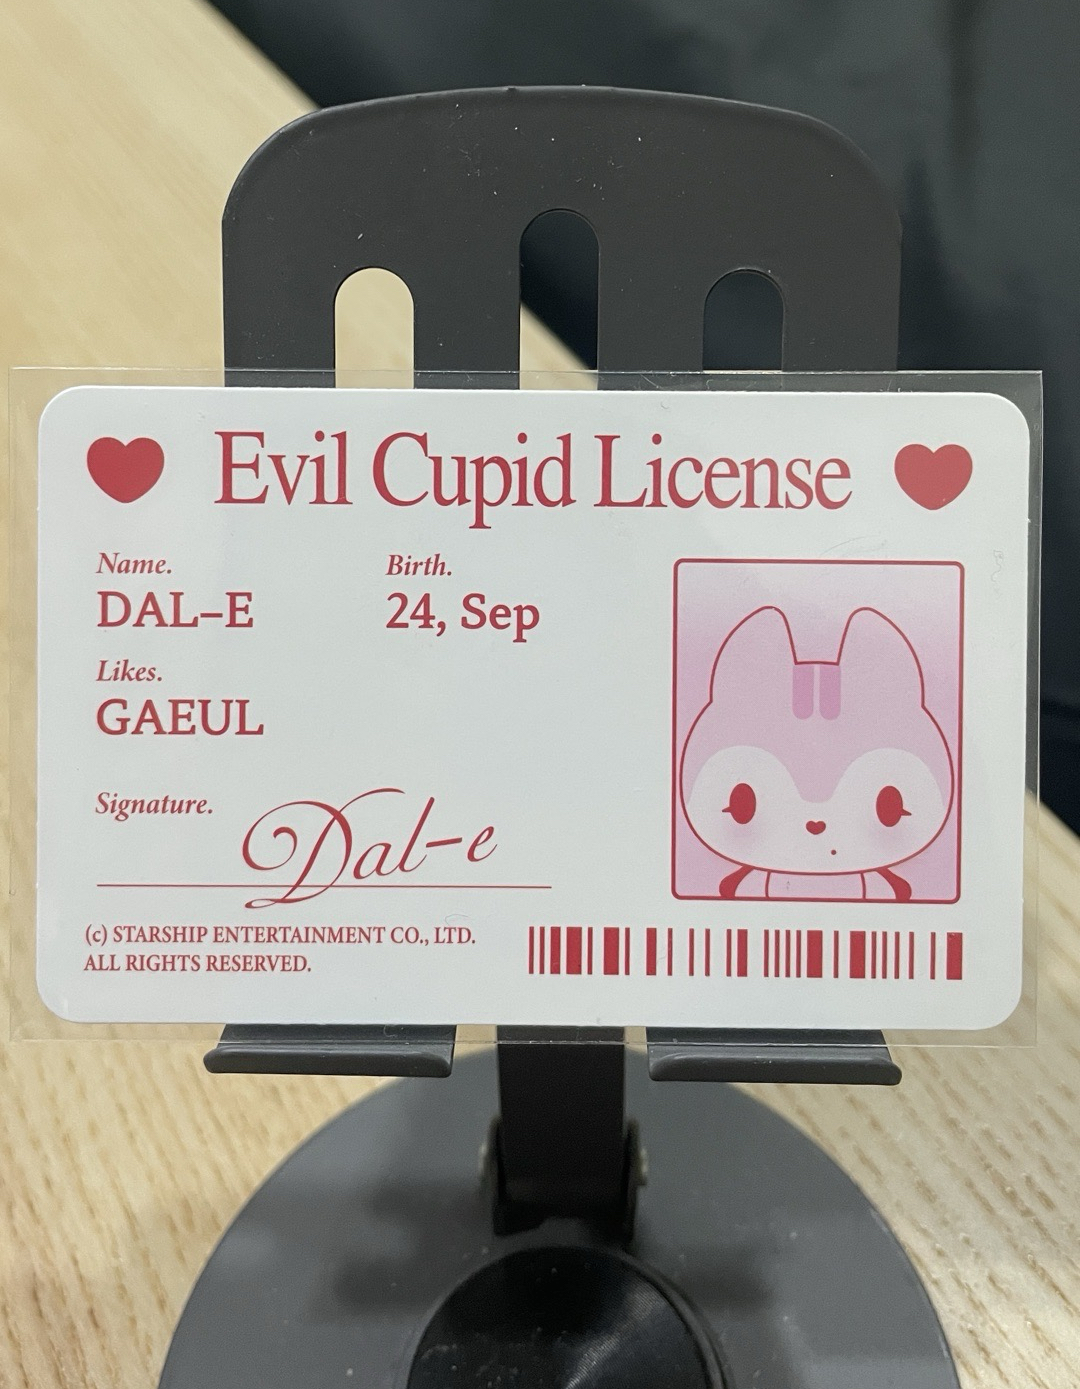 Evil Cupid License
Name. Birth.
DAL–E 24, Sep
Likes.
GAEUL
Signature.
Dal-e
(c) STARSHIP ENTERTAINMENT CO., LTD.
ALL RIGHTS RESERVED.